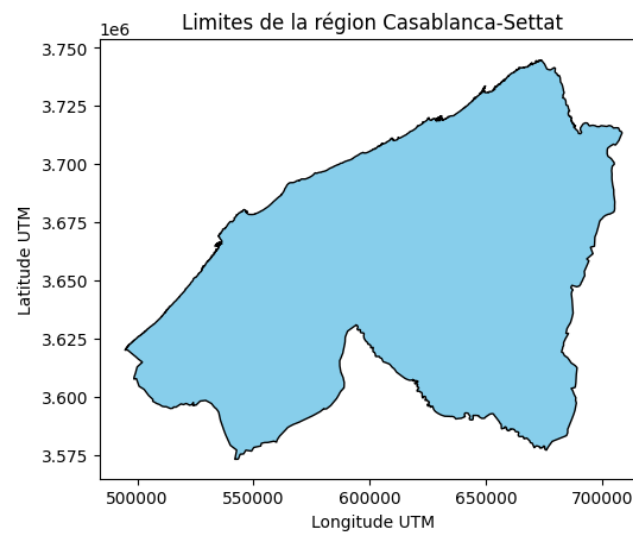 Limites de la région Casablanca-Settat
1e6
3.750
3.725
3.700
3.675
3.650
3.625
3.600
3.575
Latitude UTM
500000 550000 600000 650000 700000
Longitude UTM